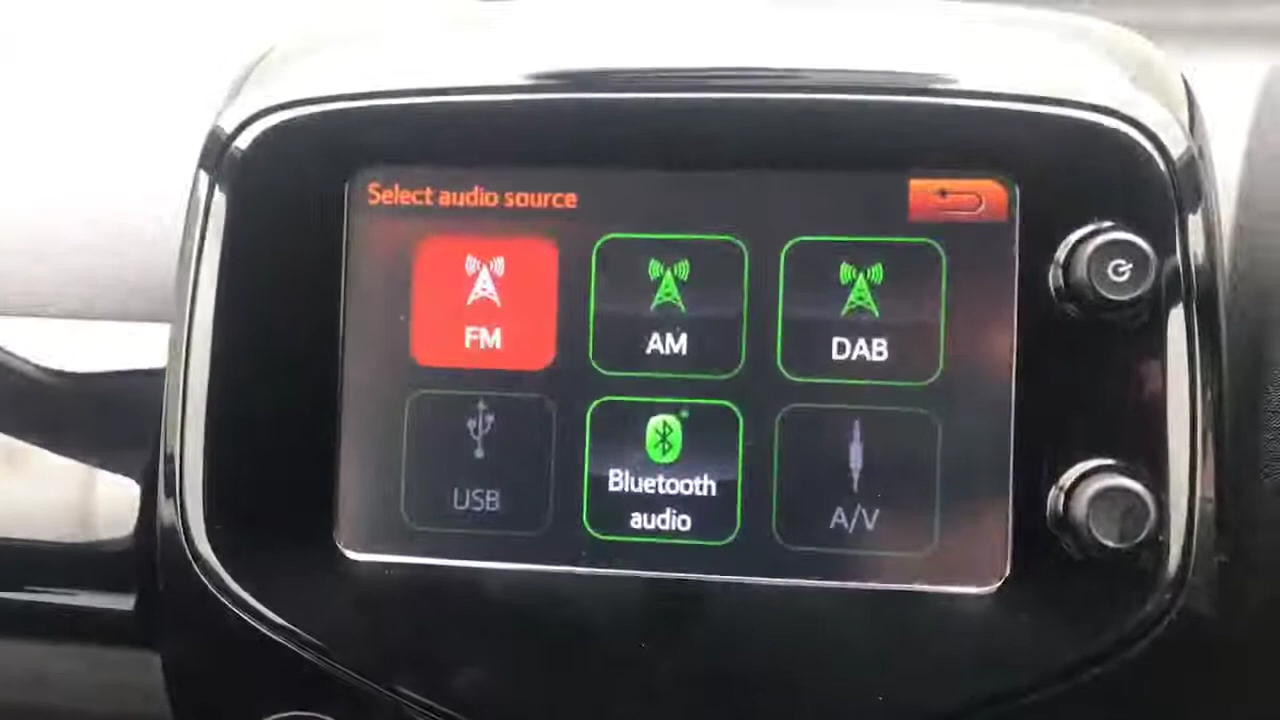 Select audio source
FM
AM
DAB
USB
Bluetooth
audio
A/V